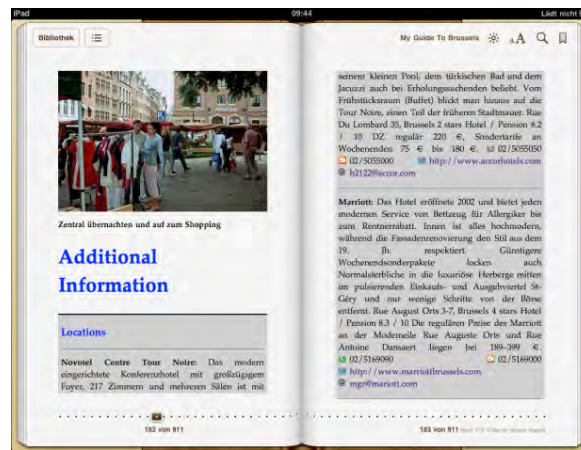 iPad
09:44
Lädt nicht
Bibliothek
My Guide To Brussels
AA
Zentral übernachten und auf zum Shopping
Additional
Information
Locations
Novotel Centre Tour Noire: Das modern
eingerichtete Konferenzhotel mit großzügigem
Foyer, 217 Zimmern und mehreren Sälen ist mit
162 von 911
seinem kleinen Pool, dem türkischen Bad und dem
Jacuzzi auch bei Erholungssuchenden beliebt. Vom
Frühstücksraum (Buffet) blickt man hinaus auf die
Tour Noire, einen Teil der früheren Stadtmauer. Rue
Du Lombard 35, Brussels 2 stars Hotel / Pension 8.2
/ 10 DZ regulär 220 €, Sondertarife an
Wochenenden 75 € bis 180 €. 02/5055050
02/5055000 http://www.accorhotels.com
h2122@accor.com
Marriott: Das Hotel eröffnete 2002 und bietet jeden
modernen Service von Bettzeug für Allergiker bis
zum Rentnerrabatt. Innen ist alles hochmodern,
während die Fassadenrenovierung den Stil aus dem
19. Jh. respektiert. Günstigere
Wochenendsonderpakete locken auch
Normalsterbliche in die luxuriöse Herberge mitten
im pulsierenden Einkaufs- und Ausgehviertel St-
Géry und nur wenige Schritte von der Börse
entfernt. Rue August Orts 3-7, Brussels 4 stars Hotel
/ Pension 8.3 / 10 Die regulären Preise des Marriott
an der Modemeile Rue Auguste Orts und Rue
Antoine Dansaert liegen bei 189-399 €.
02/5169090 02/5169000
http://www.marriottbrussels.com
mgr@mariott.com
183 von 911